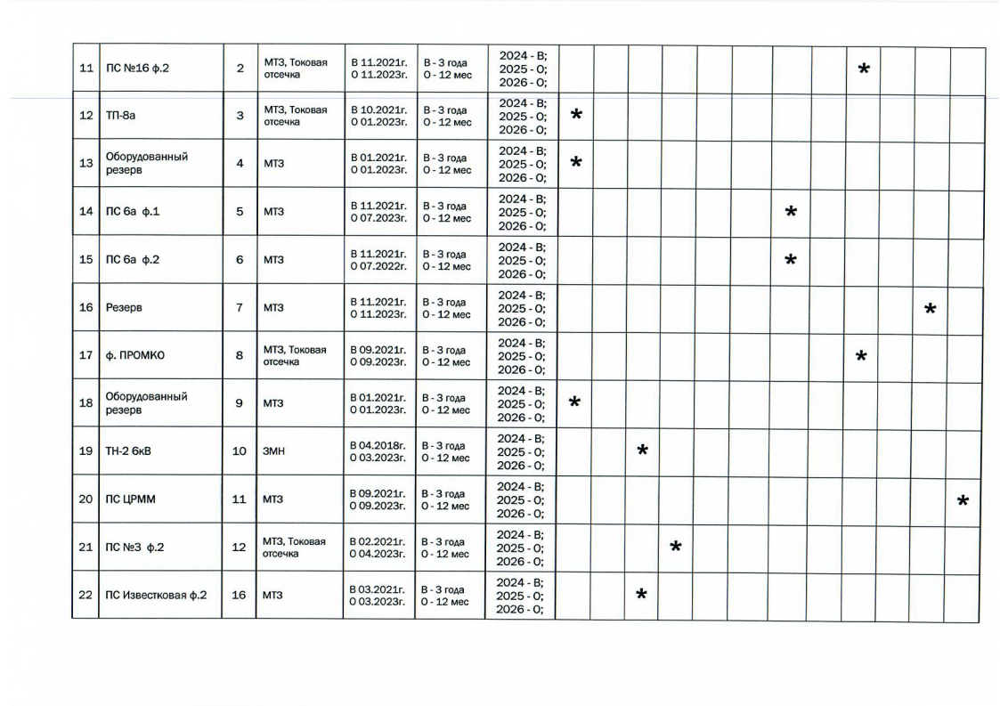 11 ПС №16 ф.2 2 МТЗ, Токовая отсечка В 11.2021г. О 11.2023г. В - 3 года О - 12 мес 2024 - В; 2025 - О; 2026 - О; *
12 ТП-8а 3 МТЗ, Токовая отсечка В 10.2021г. О 01.2023г. В - 3 года О - 12 мес 2024 - В; 2025 - О; 2026 - О; *
13 Оборудованный резерв 4 МТЗ В 01.2021г. О 01.2023г. В - 3 года О - 12 мес 2024 - В; 2025 - О; 2026 - О; *
14 ПС 6а ф.1 5 МТЗ В 11.2021г. О 07.2023г. В - 3 года О - 12 мес 2024 - В; 2025 - О; 2026 - О; *
15 ПС 6а ф.2 6 МТЗ В 11.2021г. О 07.2022г. В - 3 года О - 12 мес 2024 - В; 2025 - О; 2026 - О; *
16 Резерв 7 МТЗ В 11.2021г. О 11.2023г. В - 3 года О - 12 мес 2024 - В; 2025 - О; 2026 - О; *
17 ф. ПРОМКО 8 МТЗ, Токовая отсечка В 09.2021г. О 09.2023г. В - 3 года О - 12 мес 2024 - В; 2025 - О; 2026 - О; *
18 Оборудованный резерв 9 МТЗ В 01.2021г. О 01.2023г. В - 3 года О - 12 мес 2024 - В; 2025 - О; 2026 - О; *
19 ТН-2 6кВ 10 ЗМН В 04.2018г. О 03.2023г. В - 3 года О - 12 мес 2024 - В; 2025 - О; 2026 - О; *
20 ПС ЦРММ 11 МТЗ В 09.2021г. О 09.2023г. В - 3 года О - 12 мес 2024 - В; 2025 - О; 2026 - О; *
21 ПС №3 ф.2 12 МТЗ, Токовая отсечка В 02.2021г. О 04.2023г. В - 3 года О - 12 мес 2024 - В; 2025 - О; 2026 - О; *
22 ПС Известковая ф.2 16 МТЗ В 03.2021г. О 03.2023г. В - 3 года О - 12 мес 2024 - В; 2025 - О; 2026 - О; *